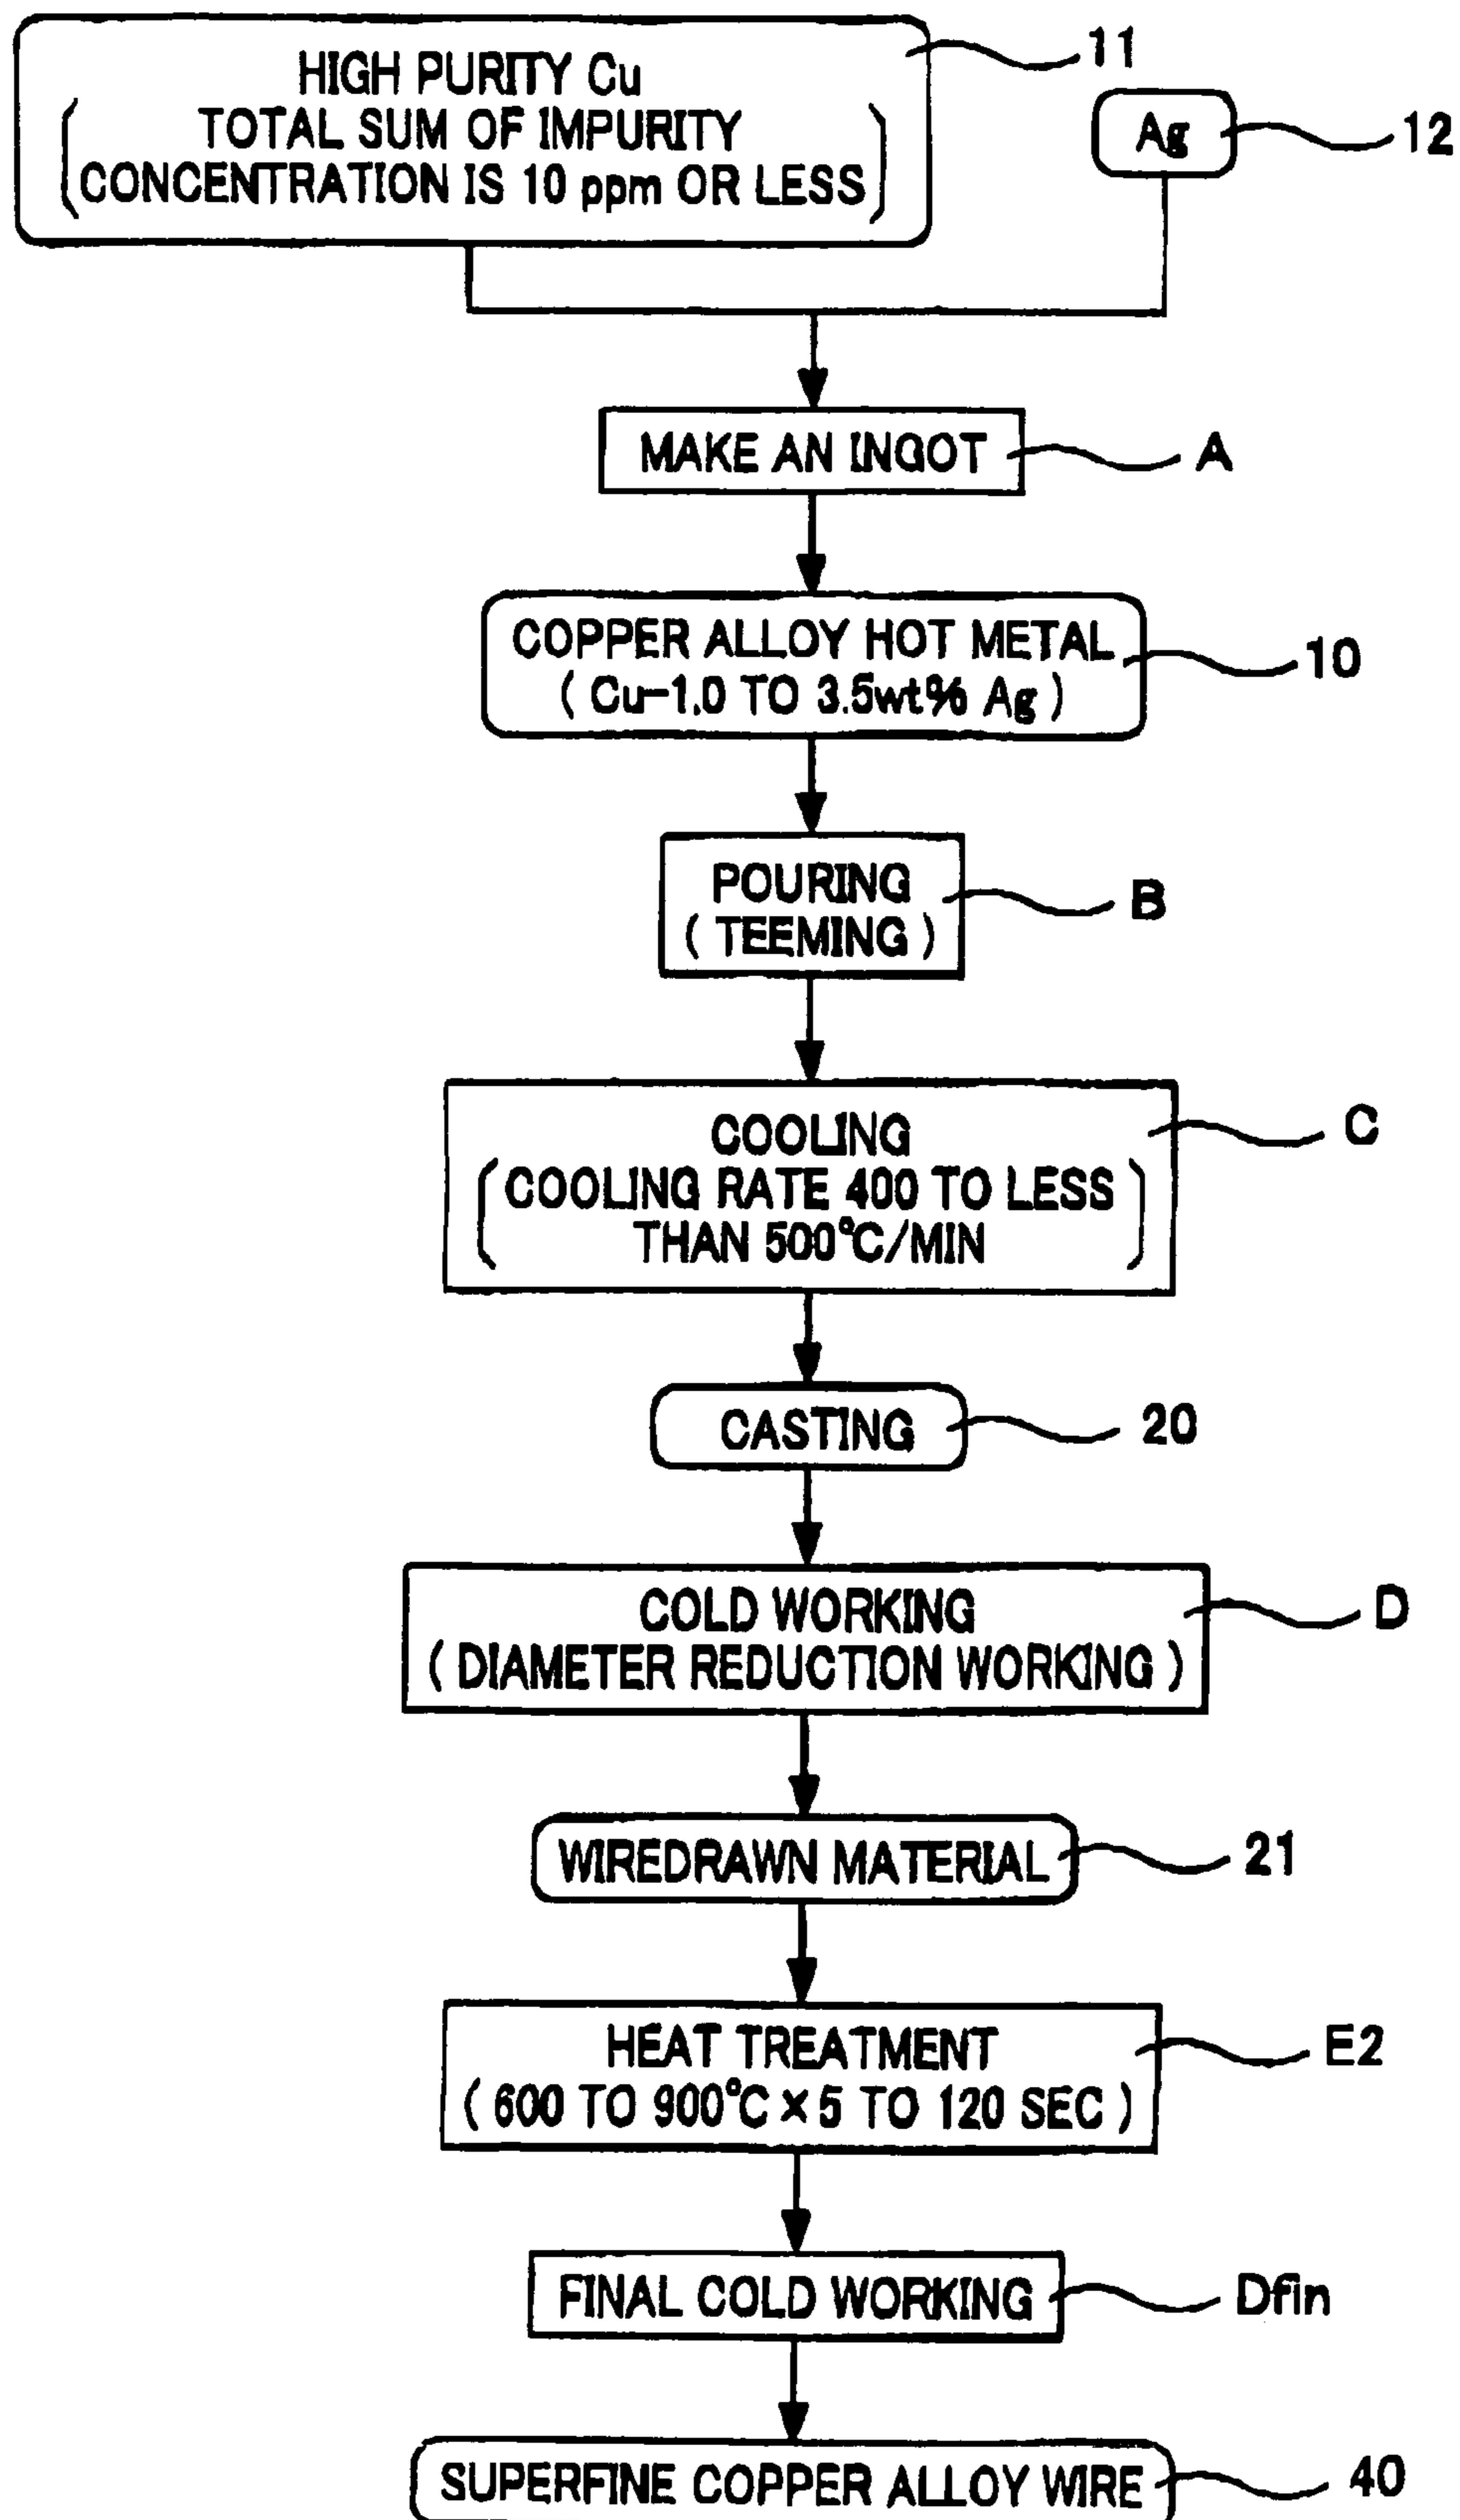 HIGH PURITY Cu
( TOTAL SUM OF IMPURITY
CONCENTRATION IS 10 ppm OR LESS )
11
Ag
12
MAKE AN INGOT
A
COPPER ALLOY HOT METAL
( Cu-1.0 TO 3.5wt% Ag )
10
POURING
( TEEMING )
B
COOLING
( COOLING RATE 400 TO LESS
THAN 500°C/MIN )
C
CASTING
20
COLD WORKING
( DIAMETER REDUCTION WORKING )
D
WIREDRAWN MATERIAL
21
HEAT TREATMENT
( 600 TO 900°C × 5 TO 120 SEC )
E2
FINAL COLD WORKING
Dfin
SUPERFINE COPPER ALLOY WIRE
40